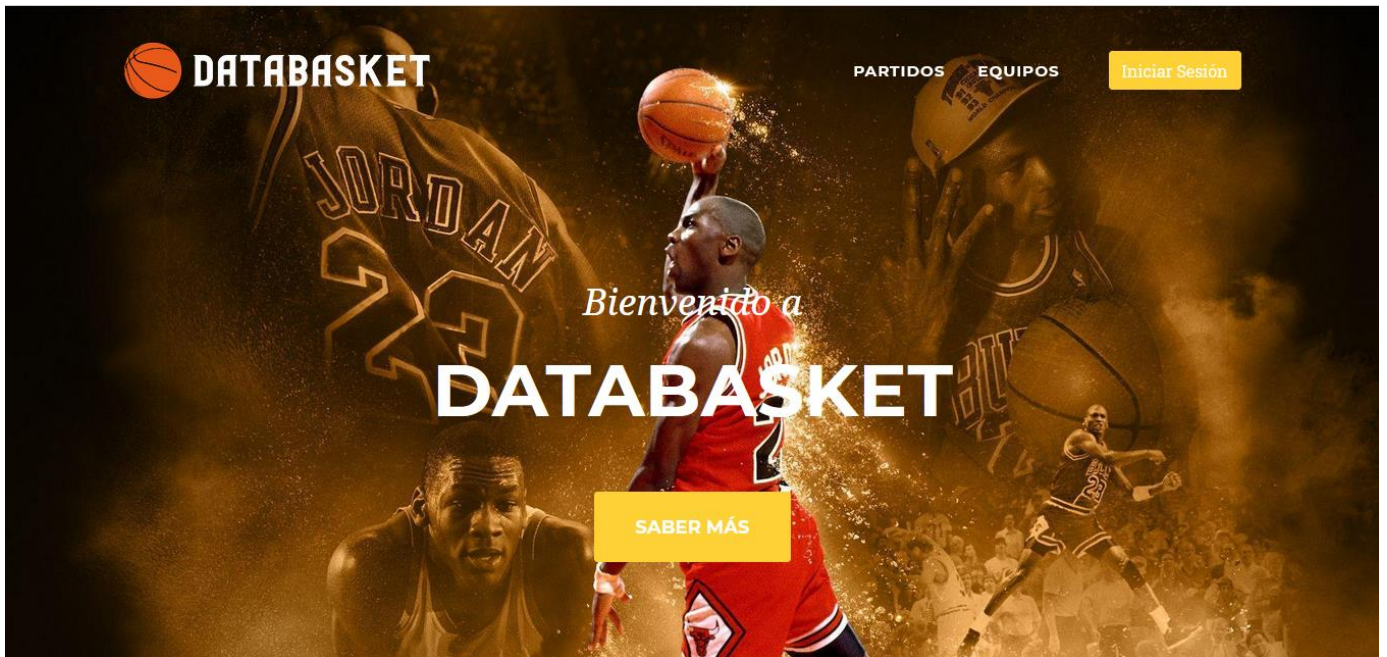 DATABASKET
PARTIDOS EQUIPOS Iniciar Sesión
JORDAN
23
Bienvenido a
DATABASKET
SABER MÁS